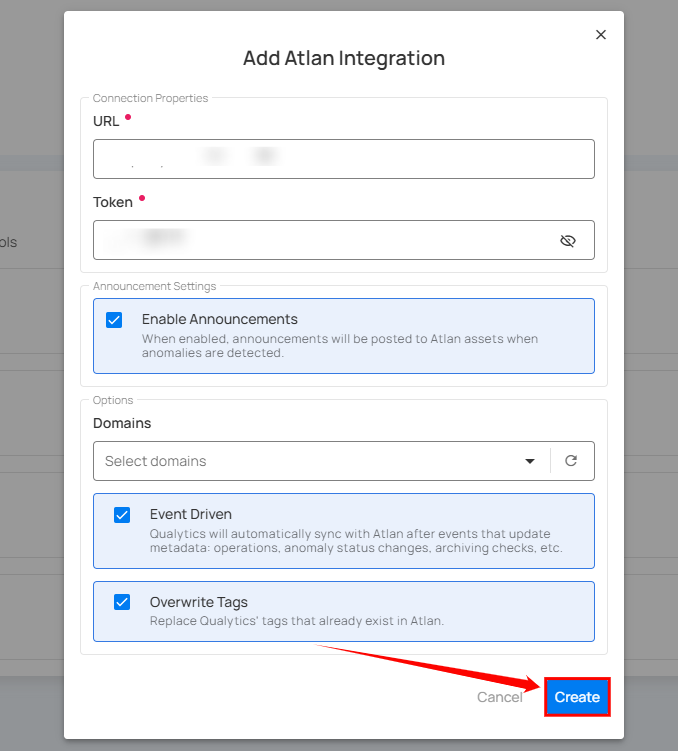 Add Atlan Integration
Connection Properties
URL
Token
ols
Announcement Settings
Enable Announcements
When enabled, announcements will be posted to Atlan assets when
anomalies are detected.
Options
Domains
Select domains
Event Driven
Qualytics will automatically sync with Atlan after events that update
metadata: operations, anomaly status changes, archiving checks, etc.
Overwrite Tags
Replace Qualytics' tags that already exist in Atlan.
Cancel
Create